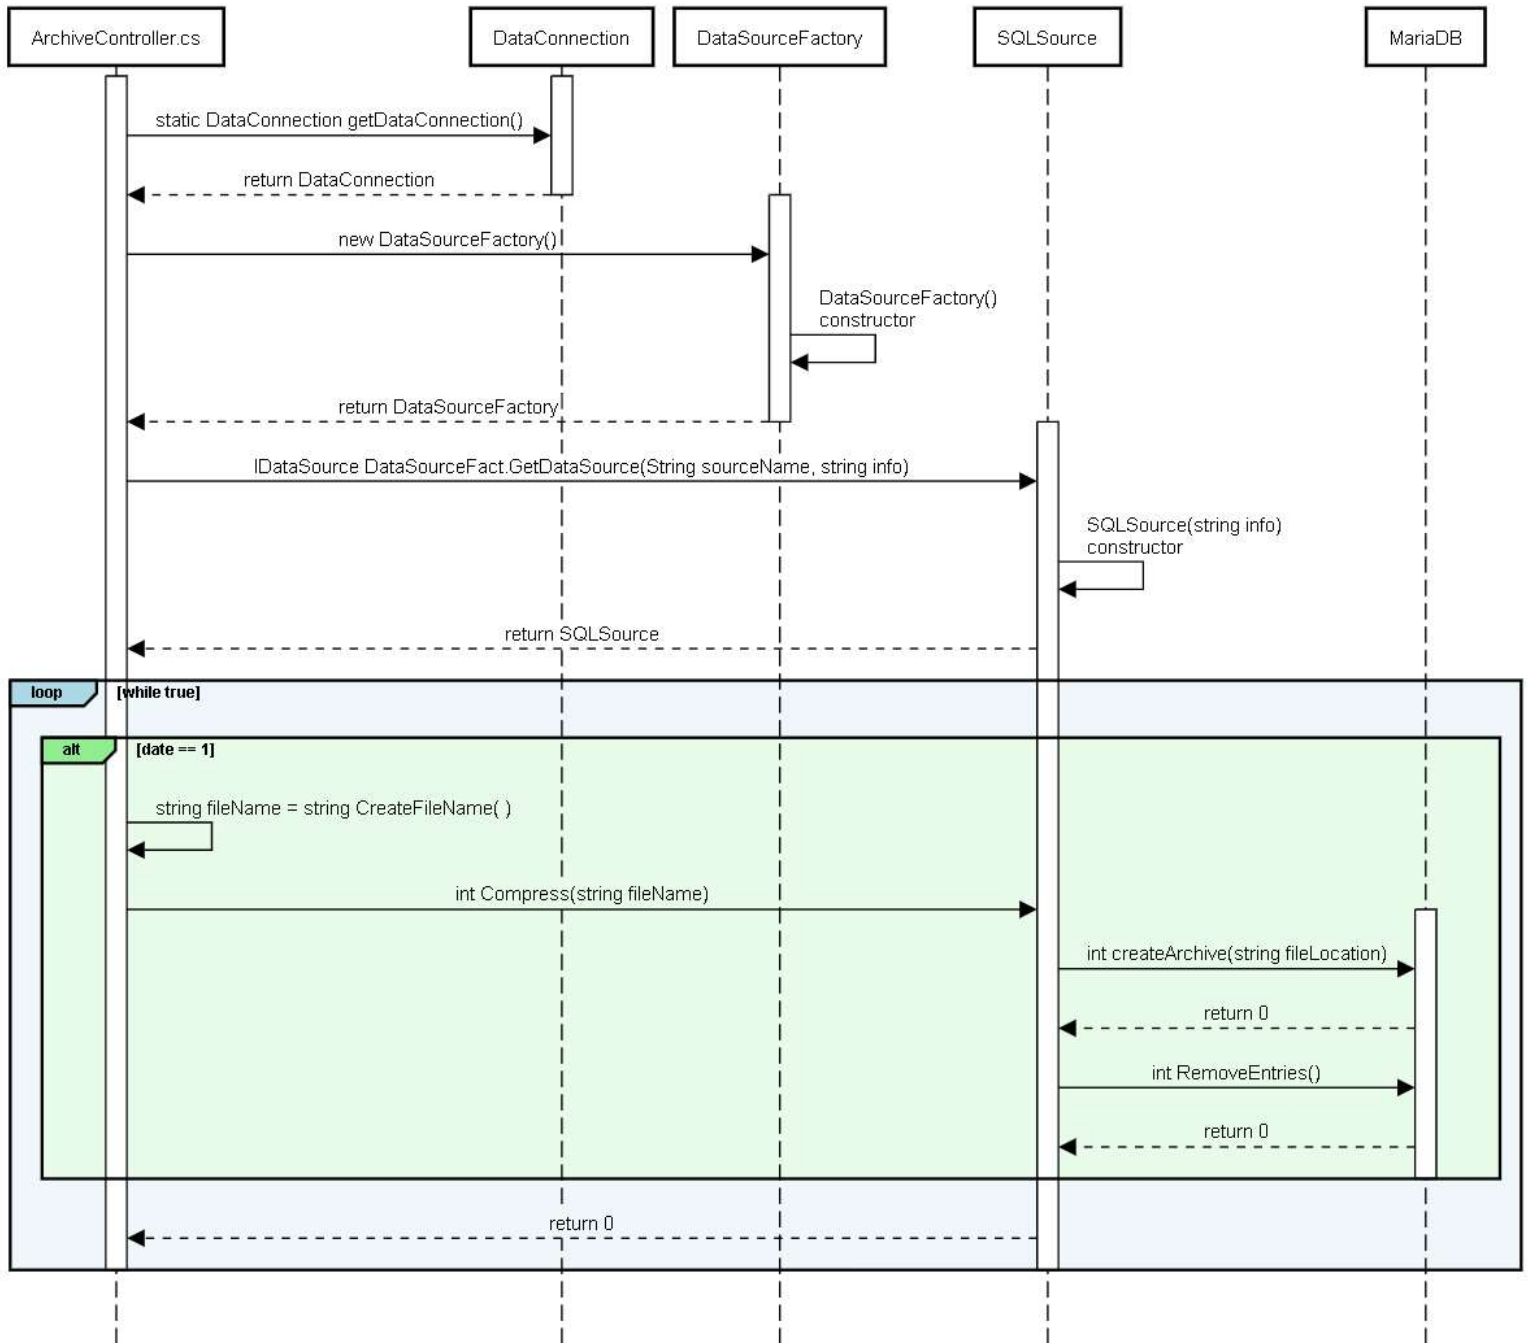 ArchiveController.cs
DataConnection
DataSourceFactory
SQLSource
MariaDB
static DataConnection getDataConnection()
return DataConnection
new DataSourceFactory()
DataSourceFactory()
constructor
return DataSourceFactory
IDataSource DataSourceFact.GetDataSource(String sourceName, string info)
SQLSource(string info)
constructor
return SQLSource
loop
[while true]
alt
[date == 1]
string fileName = string CreateFileName( )
int Compress(string fileName)
int createArchive(string fileLocation)
return 0
int RemoveEntries()
return 0
return 0